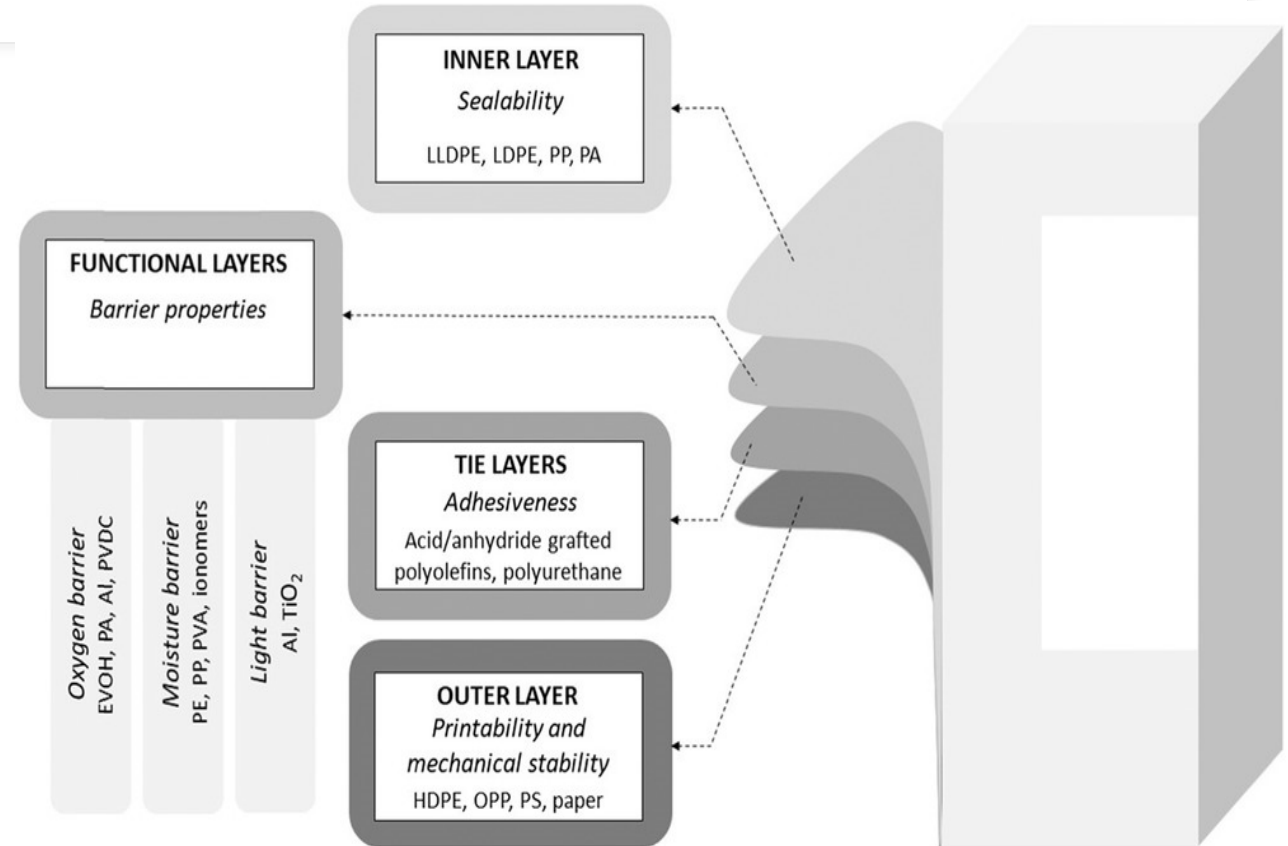 INNER LAYER
Sealability
LLDPE, LDPE, PP, PA
FUNCTIONAL LAYERS
Barrier properties
Oxygen barrier
EVOH, PA, Al, PVDC
Moisture barrier
PE, PP, PVA, ionomers
Light barrier
Al, TiO₂
TIE LAYERS
Adhesiveness
Acid/anhydride grafted
polyolefins, polyurethane
OUTER LAYER
Printability and
mechanical stability
HDPE, OPP, PS, paper